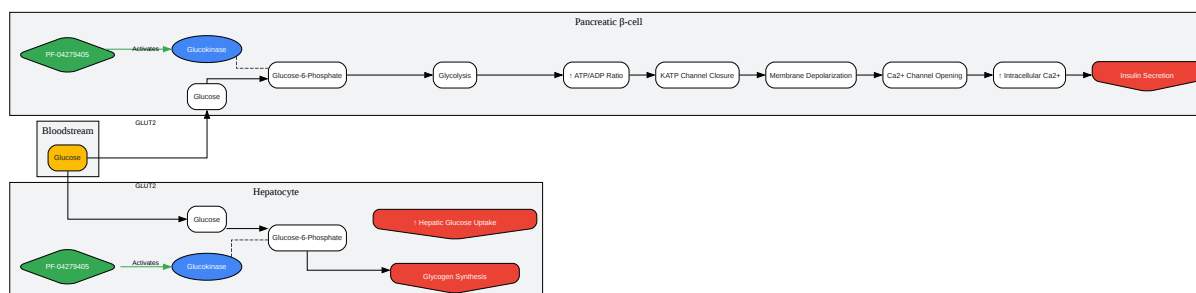 Pancreatic β-cell
PF-04279405
Activates
Glucokinase
Glucose-6-Phosphate
Glycolysis
↑ ATP/ADP Ratio
KATP Channel Closure
Membrane Depolarization
Ca2+ Channel Opening
↑ Intracellular Ca2+
Insulin Secretion
Glucose
GLUT2
Bloodstream
Glucose
GLUT2
Hepatocyte
Glucose
↑ Hepatic Glucose Uptake
Glucose-6-Phosphate
PF-04279405
Activates
Glucokinase
Glycogen Synthesis